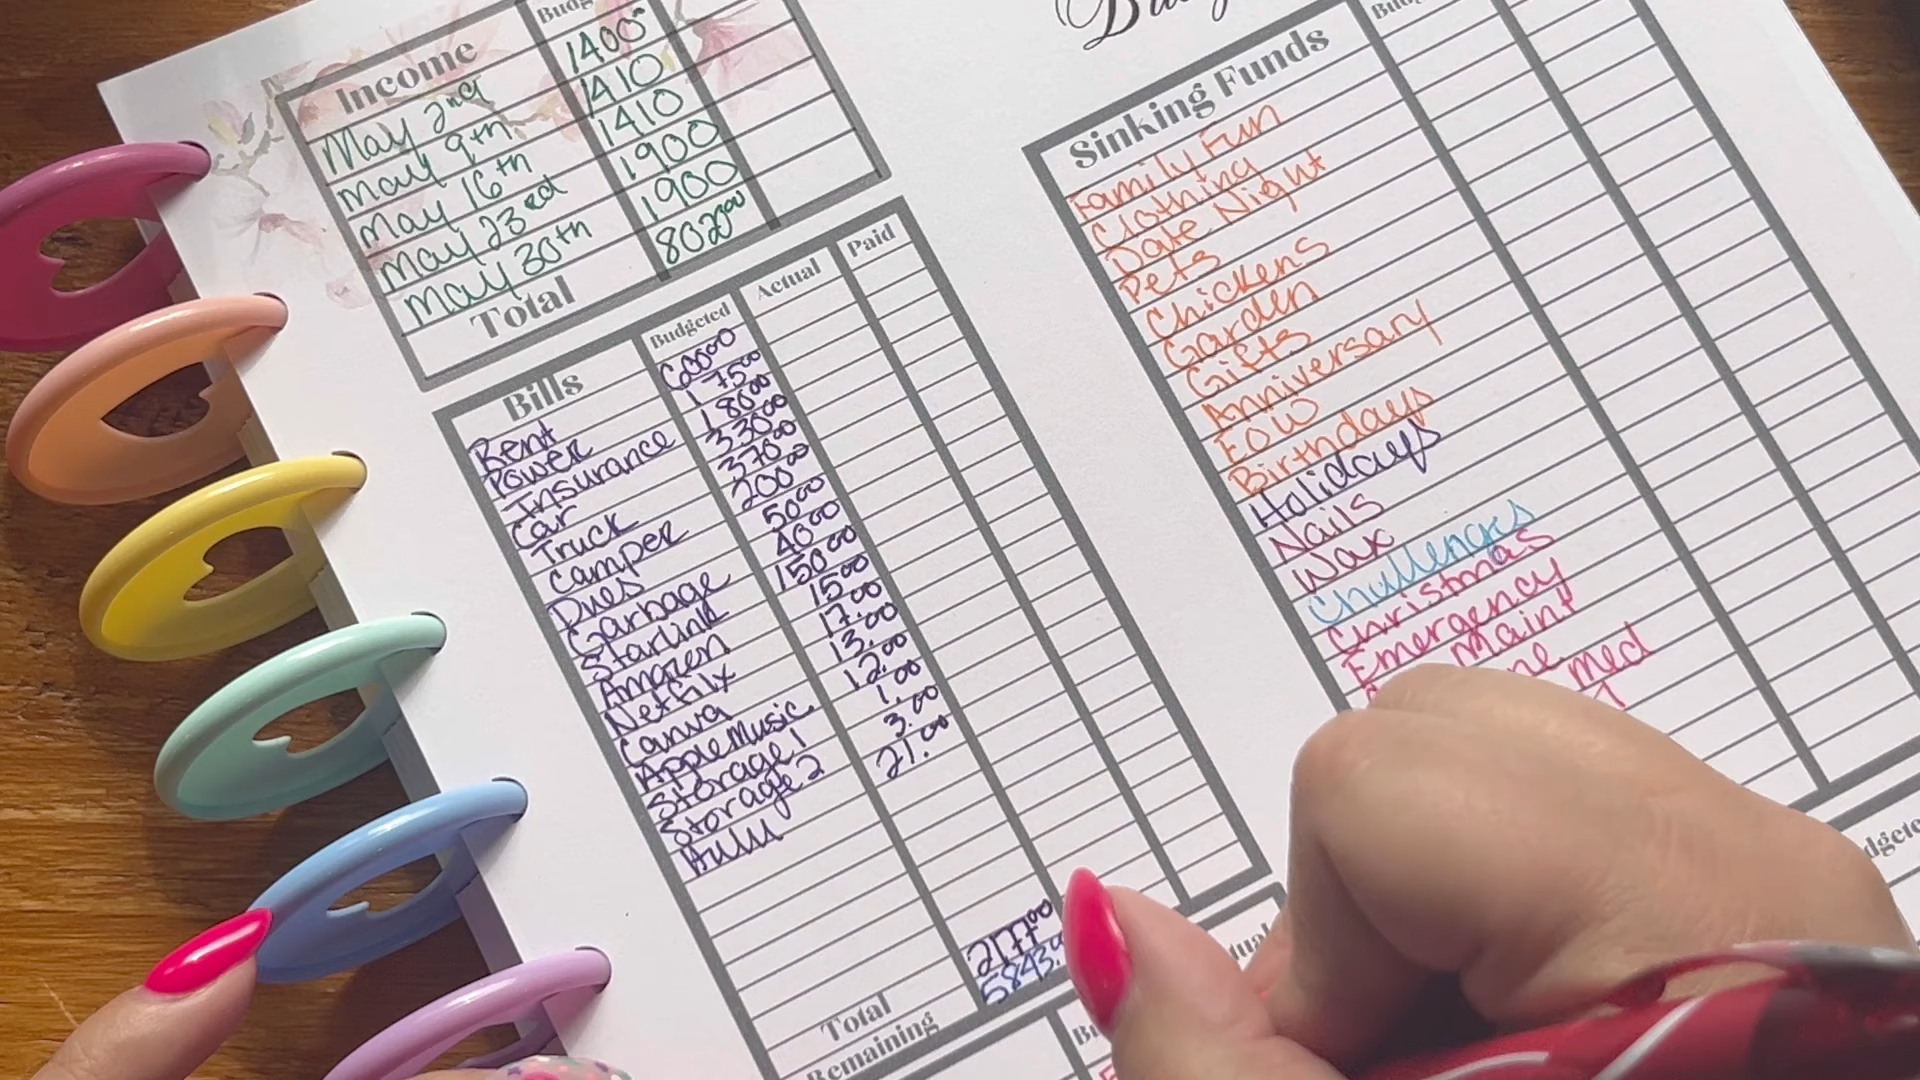 Income
May 2nd 1400
May 9th 1410
May 16th 1410
May 23rd 1900
May 30th 1900
Total 8020.00
Bills Budgeted Actual Paid
Rent 600.00
Power 175.00
Insurance 180.00
Car 330.00
Truck 370.00
Camper 200.00
Dues 50.00
Garbage 40.00
Starlink 150.00
Amazon 15.00
Netflix 17.00
Canva 13.00
Apple Music 12.00
Storage 1 1.00
Storage 2 3.00
Hulu 21.00
Total 2177.00
Remaining 5843.
Sinking Funds
Family Fun
Clothing
Date Night
Pets
Chickens
Garden
Gifts
Anniversary
FOW
Birthdays
Holidays
Nails
Wax
Challenges
Christmas
Emergency
Maint
Med